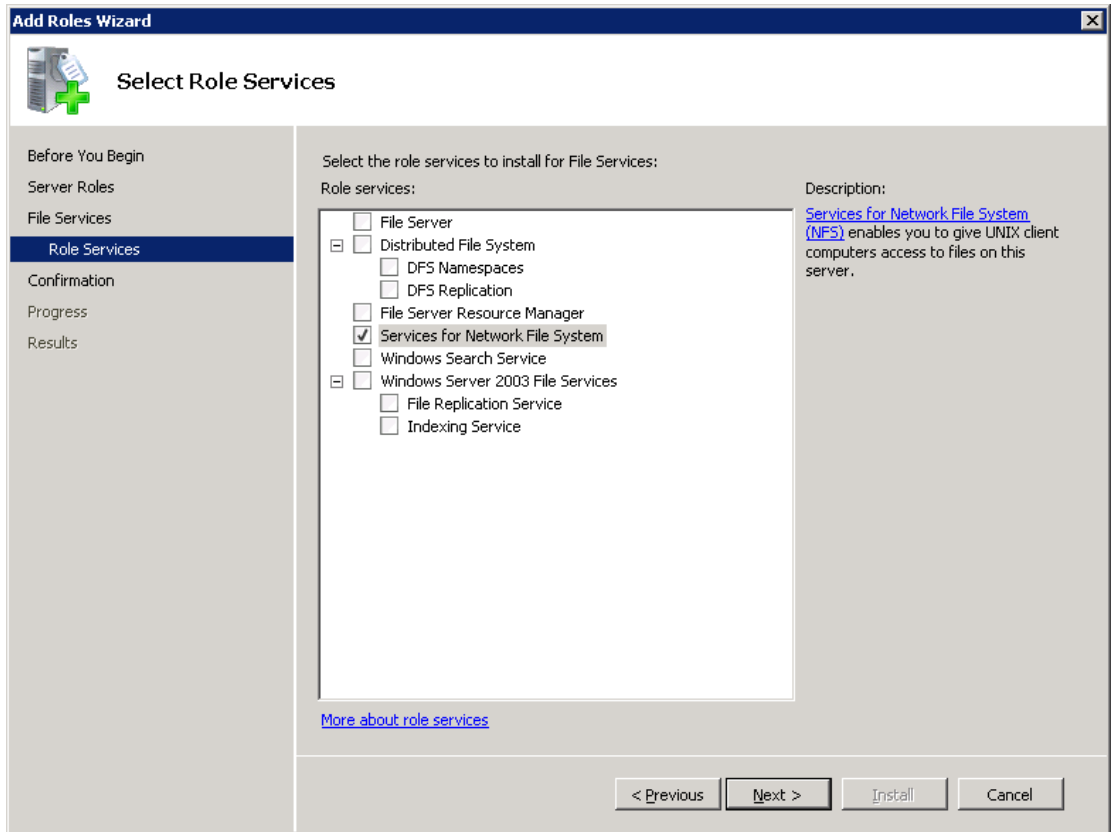 Add Roles Wizard
Select Role Services
Before You Begin
Server Roles
File Services
Role Services
Confirmation
Progress
Results
Select the role services to install for File Services:
Role services:
File Server
Distributed File System
DFS Namespaces
DFS Replication
File Server Resource Manager
Services for Network File System
Windows Search Service
Windows Server 2003 File Services
File Replication Service
Indexing Service
More about role services
Description:
Services for Network File System
(NFS) enables you to give UNIX client
computers access to files on this
server.
< Previous
Next >
Install
Cancel